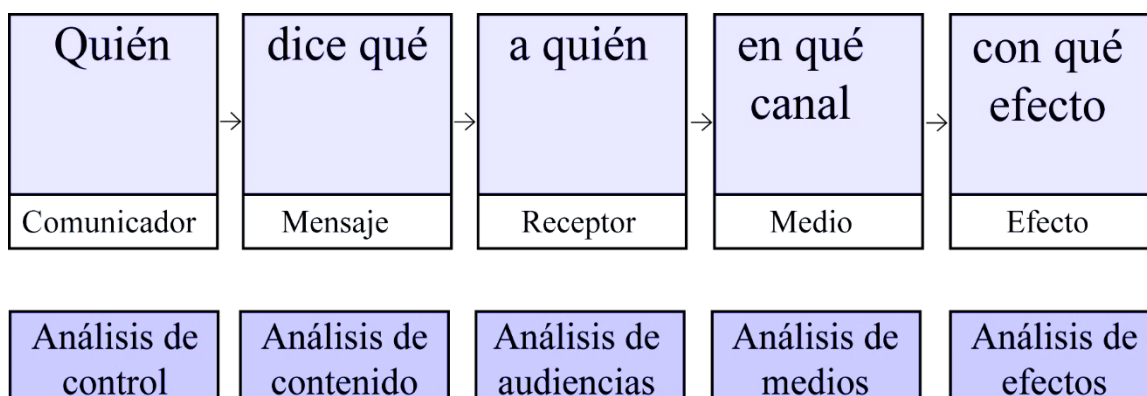 Quién
dice qué
a quién
en qué
canal
con qué
efecto
Comunicador
Mensaje
Receptor
Medio
Efecto
Análisis de
control
Análisis de
contenido
Análisis de
audiencias
Análisis de
medios
Análisis de
efectos